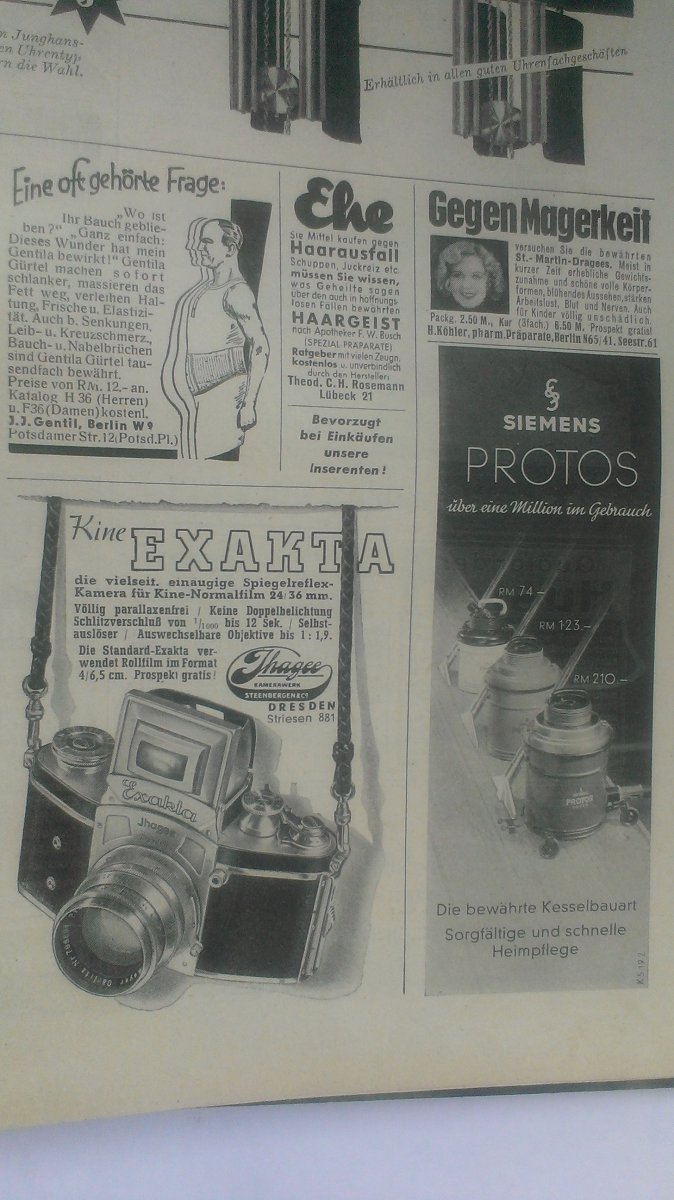 Junghans-
en Uhrentyp,
rn die Wahl.
Erhältlich in allen guten Uhrenfachgeschäften
Eine oft gehörte Frage:
„Wo ist
Ihr Bauch geblie-
ben?" „Ganz einfach:
Dieses Wunder hat mein
Gentila bewirkt!" Gentila
Gürtel machen sofort
schlanker, massieren das
Fett weg, verleihen Hal-
tung, Frische u. Elastizi-
tät. Auch b. Senkungen,
Leib- u. Kreuzschmerz.,
Bauch- u. Nabelbrüchen
sind Gentila Gürtel tau-
sendfach bewährt.
Preise von RM. 12.- an.
Katalog H 36 (Herren)
u. F36 (Damen) kostenl.
J.J. Gentil, Berlin W9
Potsdamer Str. 12 (Potsd. Pl.)
Ehe
Sie Mittel kaufen gegen
Haarausfall
Schuppen, Juckreiz etc.
müssen Sie wissen,
was Geheilte sagen
über den auch in hoffnungs-
losen Fällen bewährten
HAARGEIST
nach Apotheker F. W. Busch
(SPEZIAL PRÄPARATE)
Ratgeber mit vielen Zeugn.
kostenlos u. unverbindlich
durch den Hersteller:
Theod. C. H. Rosemann
Lübeck 21
Bevorzugt
bei Einkäufen
unsere
Inserenten!
Gegen Magerkeit
versuchen Sie die bewährten
St.-Martin-Dragees. Meist in
kurzer Zeit erhebliche Gewichts-
zunahme und schöne volle Körper-
formen, blühendes Aussehen, stärken
Arbeitslust, Blut und Nerven. Auch
für Kinder völlig unschädlich.
Packg. 2.50 M., Kur (3fach.) 6.50 M. Prospekt gratis!
H. Köhler, pharm. Präparate, Berlin N65/41, Seestr. 61
Kine EXAKTA
die vielseit. einaugige Spiegelreflex-
Kamera für Kine-Normalfilm 24/36 mm.
Völlig parallaxenfrei / Keine Doppelbelichtung
Schlitzverschluß von 1/1000 bis 12 Sek. / Selbst-
auslöser / Auswechselbare Objektive bis 1:1,9.
Die Standard-Exakta ver-
wendet Rollfilm im Format
4/6,5 cm. Prospekt gratis!
Ihagee
KAMERAWERK
STEENBERGEN & CO
DRESDEN
Striesen 881
Exakta
Jhagee
SIEMENS
PROTOS
über eine Million im Gebrauch
RM 74.-
RM 123.-
RM 210.-
PROTOS
Die bewährte Kesselbauart
Sorgfältige und schnelle
Heimpflege